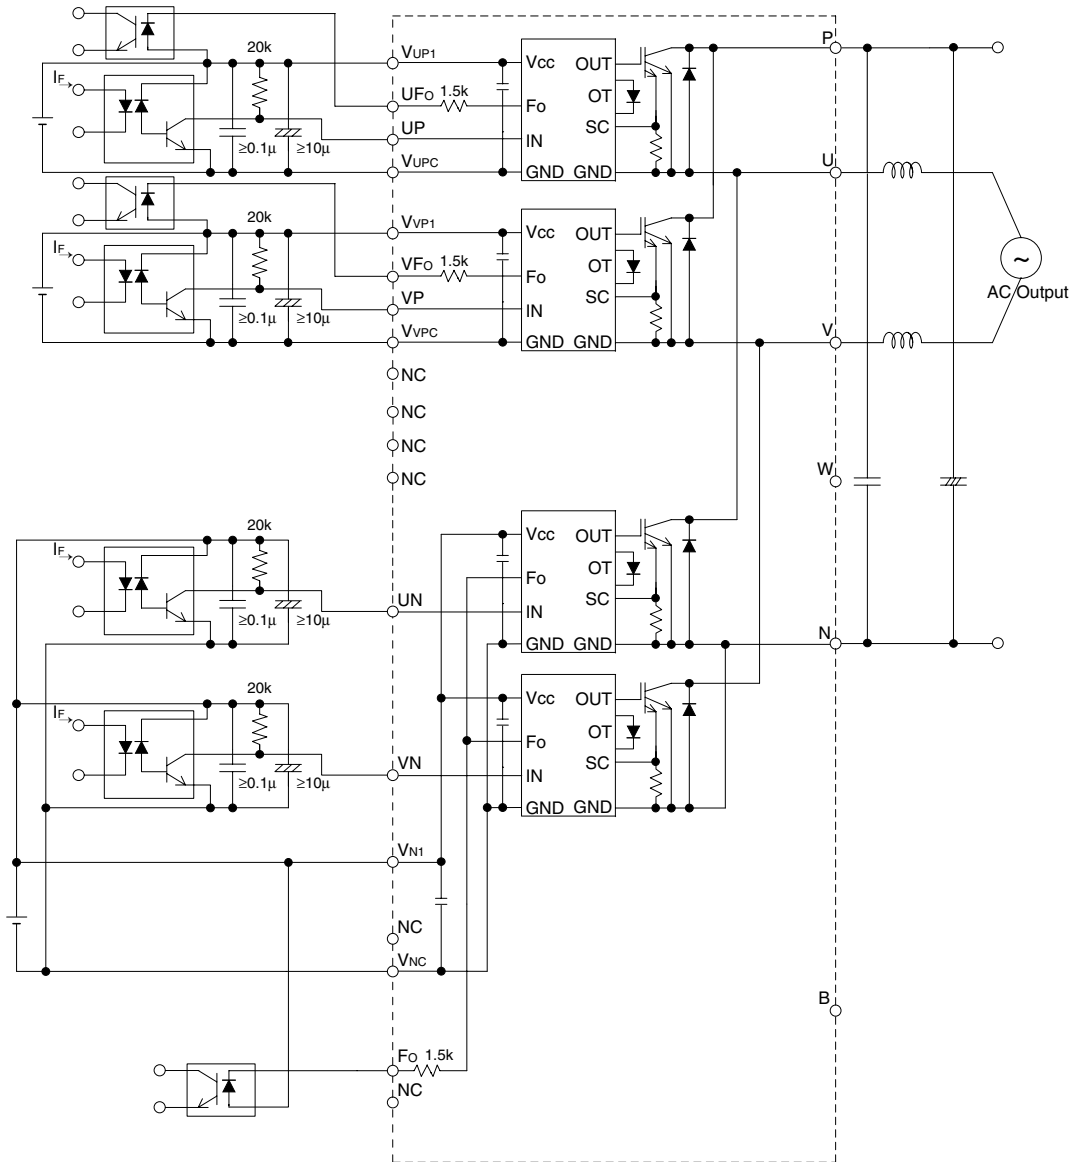 P
20k
VUP1
Vcc
OUT
IF
UFO 1.5k
Fo
OT
UP
IN
SC
≥0.1μ
≥10μ
VUPC
GND GND
U
20k
VVP1
Vcc
OUT
IF
VFO 1.5k
Fo
OT
~
AC Output
VP
IN
SC
≥0.1μ
≥10μ
VVPC
GND GND
V
NC
NC
NC
NC
W
20k
Vcc
OUT
IF
Fo
OT
UN
IN
SC
≥0.1μ
≥10μ
GND GND
N
20k
Vcc
OUT
IF
Fo
OT
VN
IN
SC
≥0.1μ
≥10μ
GND GND
VN1
NC
VNC
B
FO 1.5k
NC